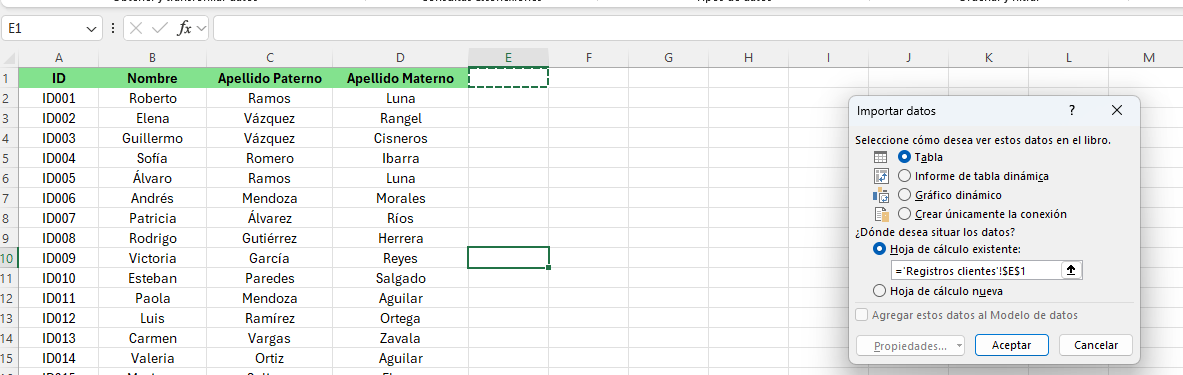 E1
fx
A B C D E F G H I J K L M
1 ID Nombre Apellido Paterno Apellido Materno
2 ID001 Roberto Ramos Luna
3 ID002 Elena Vázquez Rangel
4 ID003 Guillermo Vázquez Cisneros
5 ID004 Sofía Romero Ibarra
6 ID005 Álvaro Ramos Luna
7 ID006 Andrés Mendoza Morales
8 ID007 Patricia Álvarez Ríos
9 ID008 Rodrigo Gutiérrez Herrera
10 ID009 Victoria García Reyes
11 ID010 Esteban Paredes Salgado
12 ID011 Paola Mendoza Aguilar
13 ID012 Luis Ramírez Ortega
14 ID013 Carmen Vargas Zavala
15 ID014 Valeria Ortiz Aguilar
Importar datos ?
Seleccione cómo desea ver estos datos en el libro.
Tabla
Informe de tabla dinámica
Gráfico dinámico
Crear únicamente la conexión
¿Dónde desea situar los datos?
Hoja de cálculo existente:
='Registros clientes'!$E$1
Hoja de cálculo nueva
Agregar estos datos al Modelo de datos
Propiedades... Aceptar Cancelar